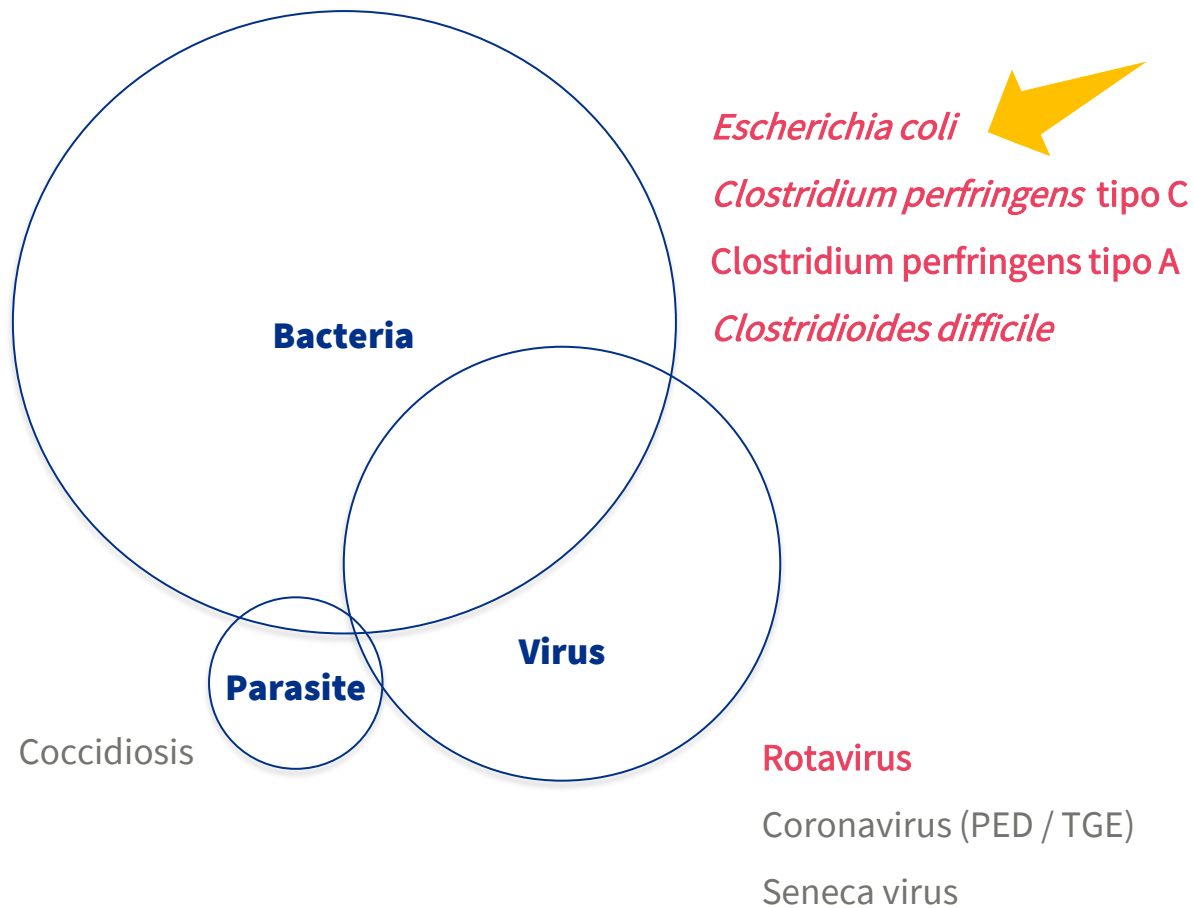 Escherichia coli
Clostridium perfringens tipo C
Clostridium perfringens tipo A
Clostridioides difficile
Bacteria
Virus
Parasite
Coccidiosis
Rotavirus
Coronavirus (PED / TGE)
Seneca virus